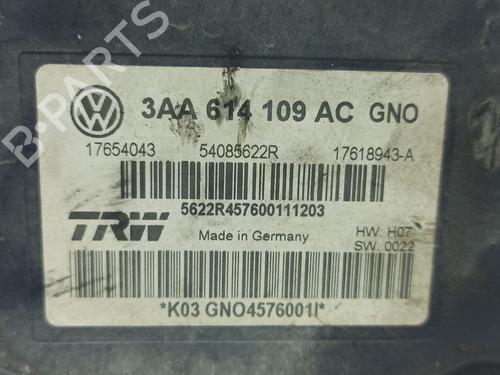 B-PARTS
3AA 614 109 AC GNO
17654043 54085622R 17618943-A
5622R457600111203
TRW Made in Germany HW: H07
SW: 0022
*K03 GNO4576001I*